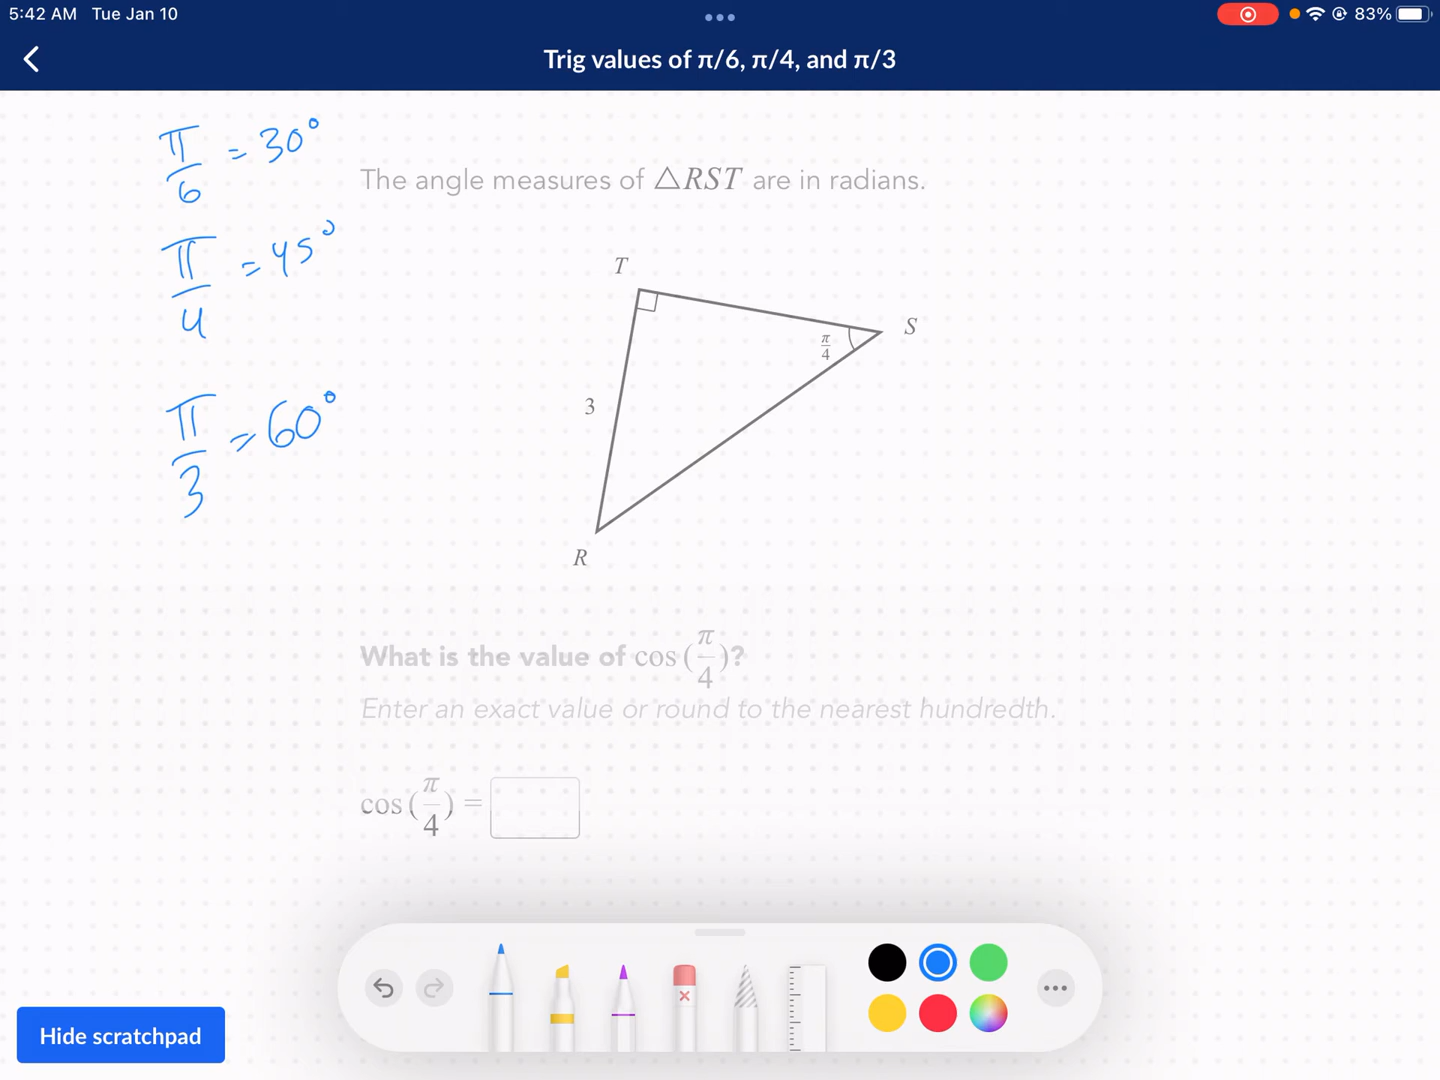 5:42 AM Tue Jan 10
83%
Trig values of π/6, π/4, and π/3
π/6 = 30°
π/4 = 45°
π/3 = 60°
The angle measures of △RST are in radians.
T
S
π/4
3
R
What is the value of cos(π/4)?
Enter an exact value or round to the nearest hundredth.
cos(π/4) =
Hide scratchpad